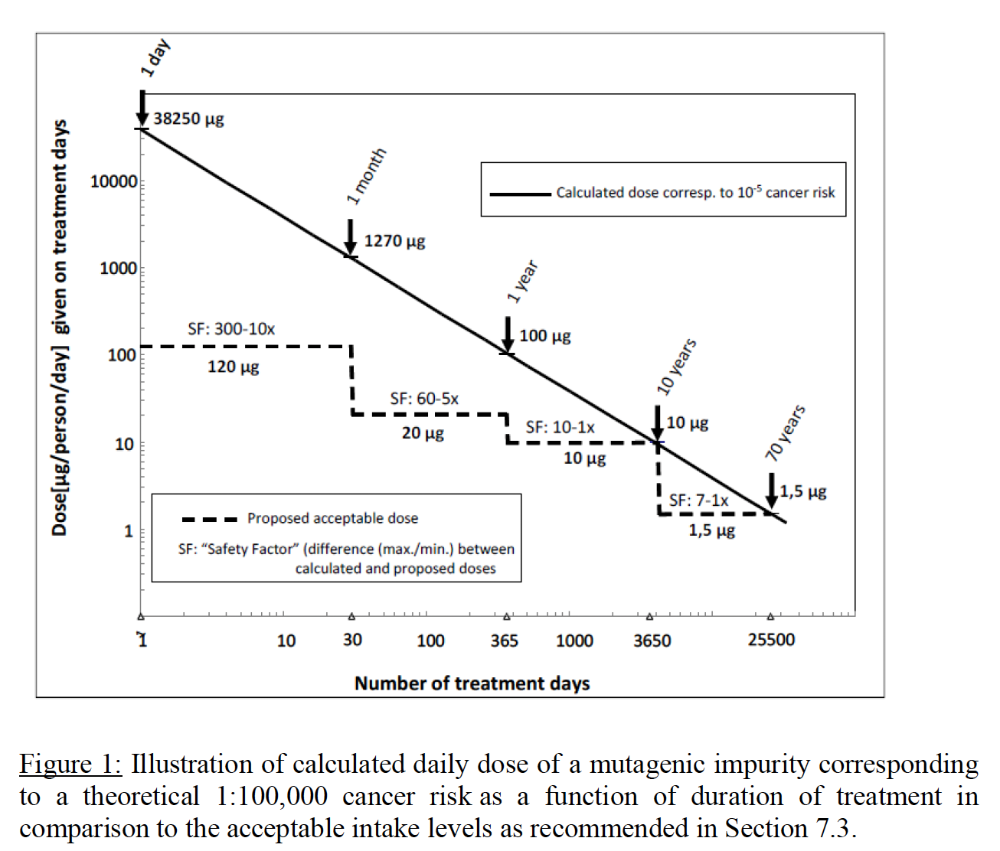 1 day
38250 µg
1 month
1270 µg
1 year
100 µg
10 years
10 µg
70 years
1,5 µg
Calculated dose corresp. to 10⁻⁵ cancer risk
Dose[µg/person/day] given on treatment days
10000
1000
100
10
1
SF: 300-10x
120 µg
SF: 60-5x
20 µg
SF: 10-1x
10 µg
SF: 7-1x
1,5 µg
Proposed acceptable dose
SF: “Safety Factor” (difference (max./min.) between
calculated and proposed doses
1 10 30 100 365 1000 3650 25500
Number of treatment days
Figure 1: Illustration of calculated daily dose of a mutagenic impurity corresponding
to a theoretical 1:100,000 cancer risk as a function of duration of treatment in
comparison to the acceptable intake levels as recommended in Section 7.3.